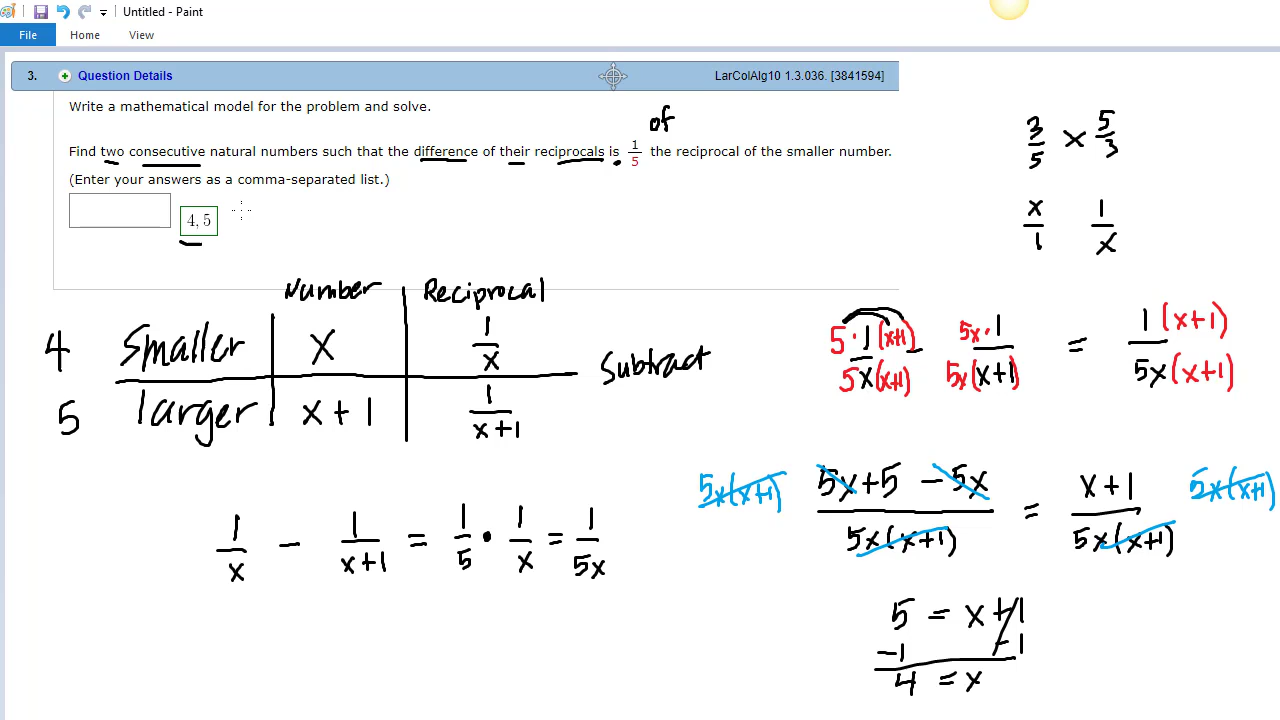 Untitled - Paint
File Home View
3. Question Details LarColAlg10 1.3.036. [3841594]
Write a mathematical model for the problem and solve.
of
Find two consecutive natural numbers such that the difference of their reciprocals is 1/5 the reciprocal of the smaller number.
(Enter your answers as a comma-separated list.)
4, 5
3/5 × 5/3
x/1 1/x
Number Reciprocal
4 Smaller x 1/x
5 larger x+1 1/(x+1)
Subtract
5·1(x+1)/5x(x+1) − 5x·1/5x(x+1) = 1(x+1)/5x(x+1)
5x(x+1) 5x+5 −5x/5x(x+1) = x+1/5x(x+1) 5x(x+1)
1/x − 1/(x+1) = 1/5 • 1/x = 1/5x
5 = x+1
−1 −1
4 = x